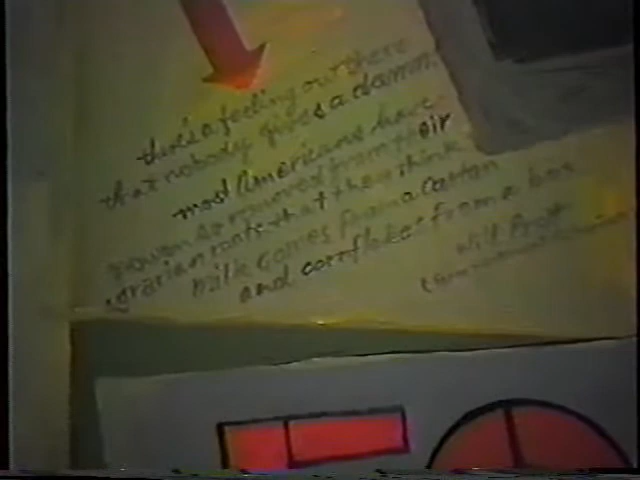 there's a feeling out there
that nobody gives a damn.
most Americans have
grown so removed from their
agrarian roots that they think
milk comes from a carton
and cornflakes from a box